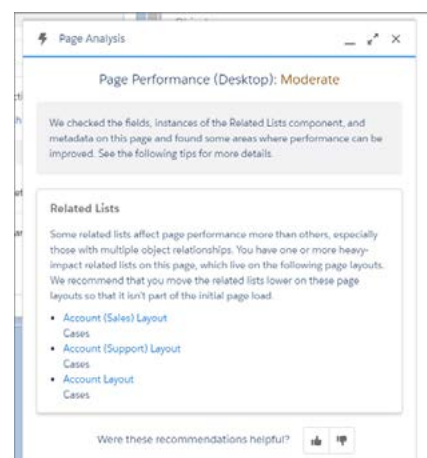 Page Analysis
Page Performance (Desktop): Moderate
We checked the fields, instances of the Related Lists component, and
metadata on this page and found some areas where performance can be
improved. See the following tips for more details.
Related Lists
Some related lists affect page performance more than others, especially
those with multiple object relationships. You have one or more heavy-
impact related lists on this page, which live on the following page layouts.
We recommend that you move the related lists lower on these page
layouts so that it isn't part of the initial page load.
• Account (Sales) Layout
Cases
• Account (Support) Layout
Cases
• Account Layout
Cases
Were these recommendations helpful?